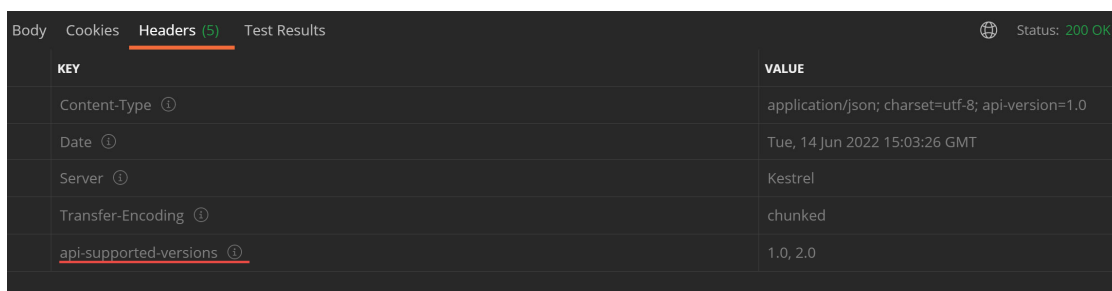 Body Cookies Headers (5) Test Results Status: 200 OK
KEY VALUE
Content-Type application/json; charset=utf-8; api-version=1.0
Date Tue, 14 Jun 2022 15:03:26 GMT
Server Kestrel
Transfer-Encoding chunked
api-supported-versions 1.0, 2.0